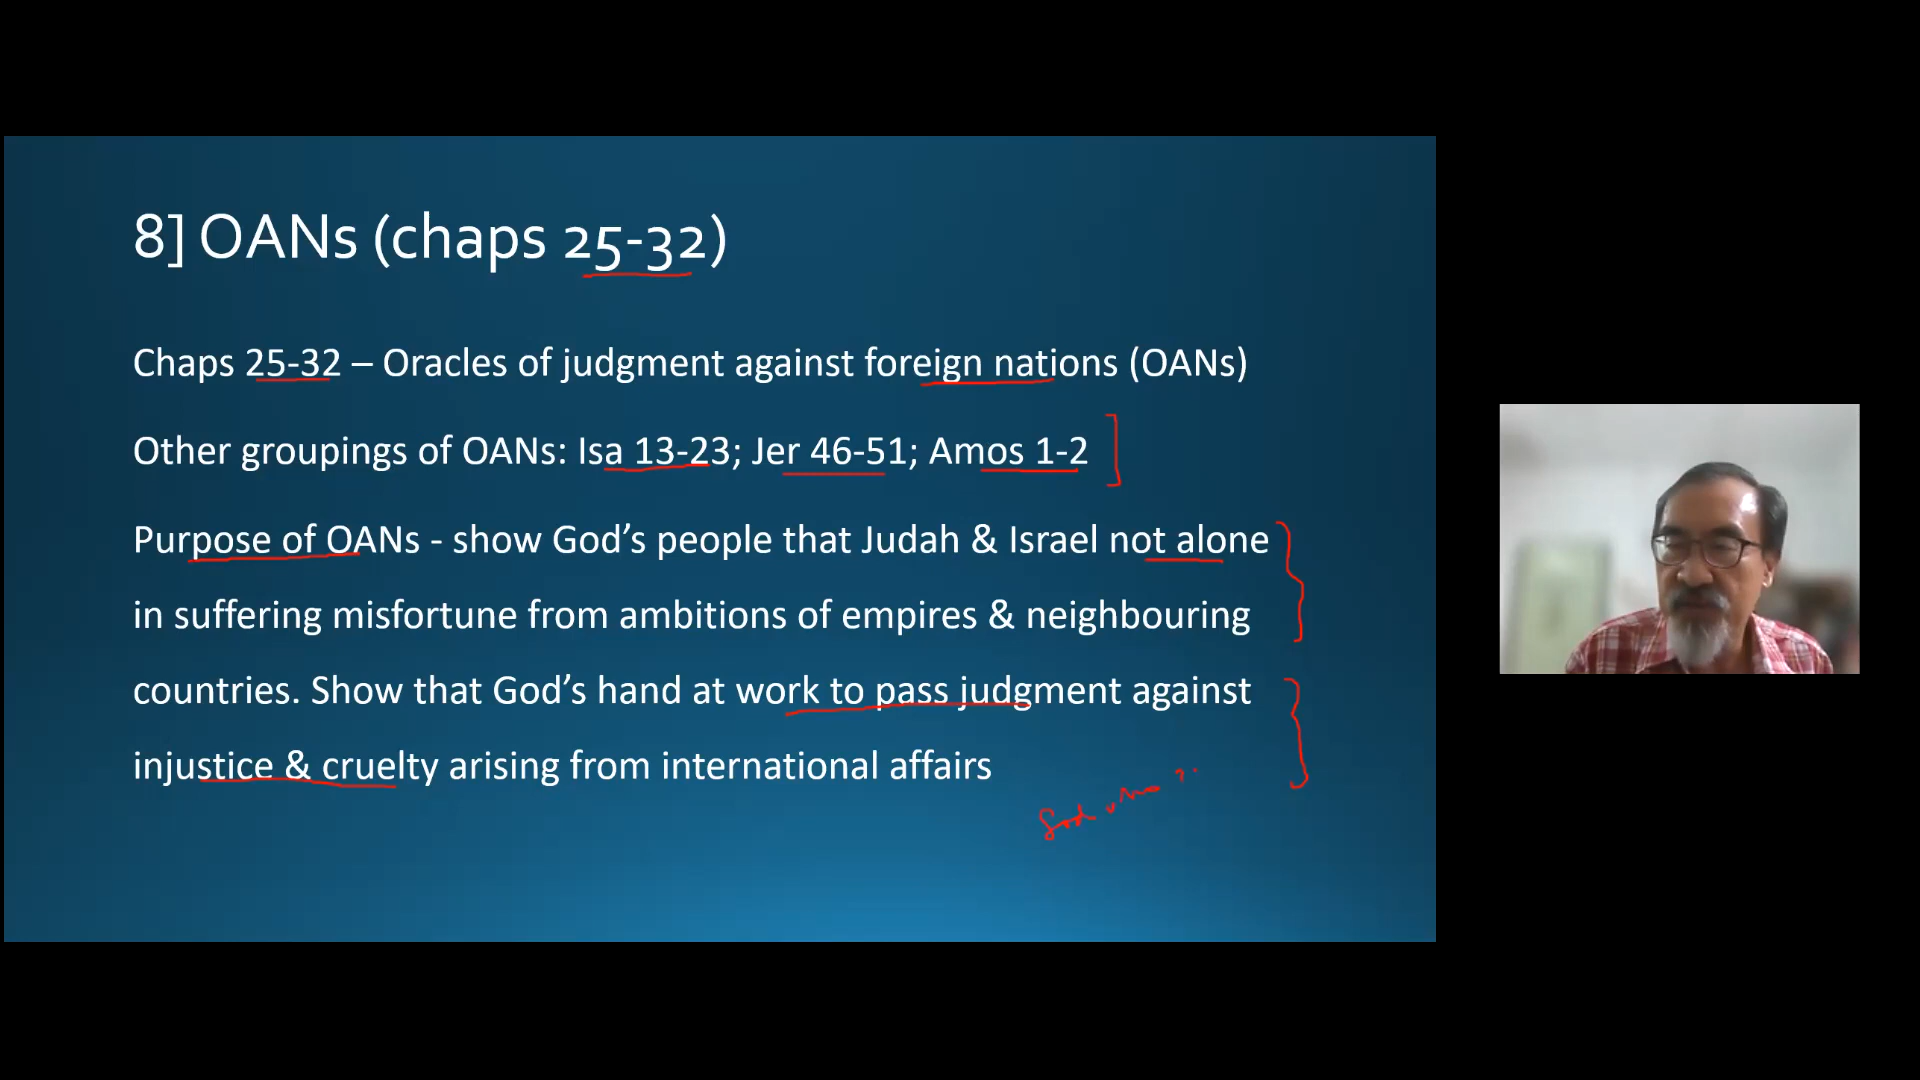 8] OANs (chaps 25-32)
Chaps 25-32 – Oracles of judgment against foreign nations (OANs)
Other groupings of OANs: Isa 13-23; Jer 46-51; Amos 1-2
Purpose of OANs - show God’s people that Judah & Israel not alone
in suffering misfortune from ambitions of empires & neighbouring
countries. Show that God’s hand at work to pass judgment against
injustice & cruelty arising from international affairs